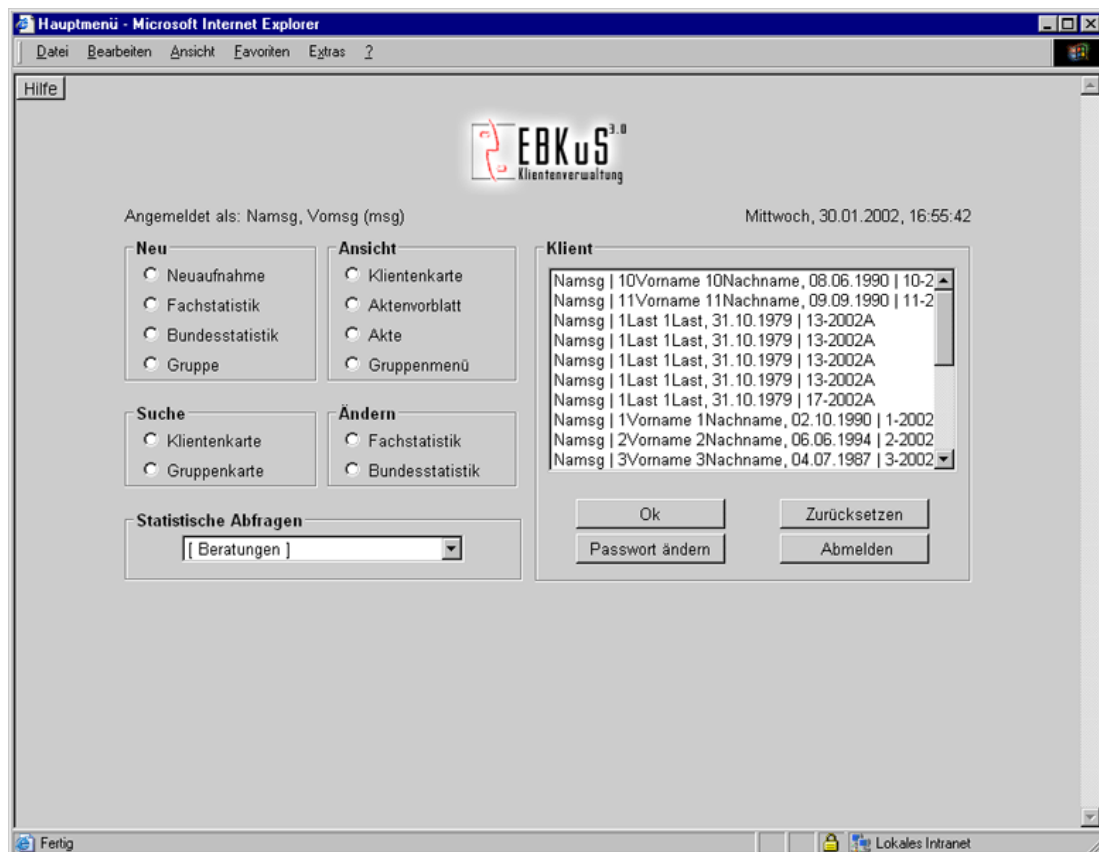 Hauptmenü - Microsoft Internet Explorer
Datei Bearbeiten Ansicht Favoriten Extras ?
Hilfe
EBKuS 3.0
Klientenverwaltung
Angemeldet als: Namsg, Vomsg (msg)
Mittwoch, 30.01.2002, 16:55:42
Neu
Neuaufnahme
Fachstatistik
Bundesstatistik
Gruppe
Ansicht
Klientenkarte
Aktenvorblatt
Akte
Gruppenmenü
Suche
Klientenkarte
Gruppenkarte
Ändern
Fachstatistik
Bundesstatistik
Statistische Abfragen
[ Beratungen ]
Klient
Namsg | 10Vorname 10Nachname, 08.06.1990 | 10-2
Namsg | 11Vorname 11Nachname, 09.09.1990 | 11-2
Namsg | 1Last 1Last, 31.10.1979 | 13-2002A
Namsg | 1Last 1Last, 31.10.1979 | 13-2002A
Namsg | 1Last 1Last, 31.10.1979 | 13-2002A
Namsg | 1Last 1Last, 31.10.1979 | 13-2002A
Namsg | 1Last 1Last, 31.10.1979 | 17-2002A
Namsg | 1Vorname 1Nachname, 02.10.1990 | 1-2002
Namsg | 2Vorname 2Nachname, 06.06.1994 | 2-2002
Namsg | 3Vorname 3Nachname, 04.07.1987 | 3-2002
Ok
Zurücksetzen
Passwort ändern
Abmelden
Fertig
Lokales Intranet